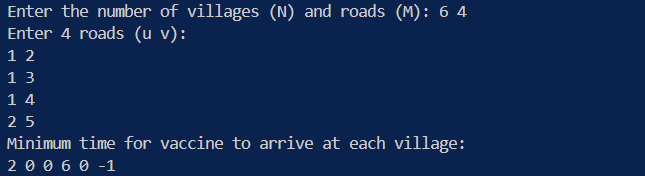 Enter the number of villages (N) and roads (M): 6 4
Enter 4 roads (u v):
1 2
1 3
1 4
2 5
Minimum time for vaccine to arrive at each village:
2 0 0 6 0 -1